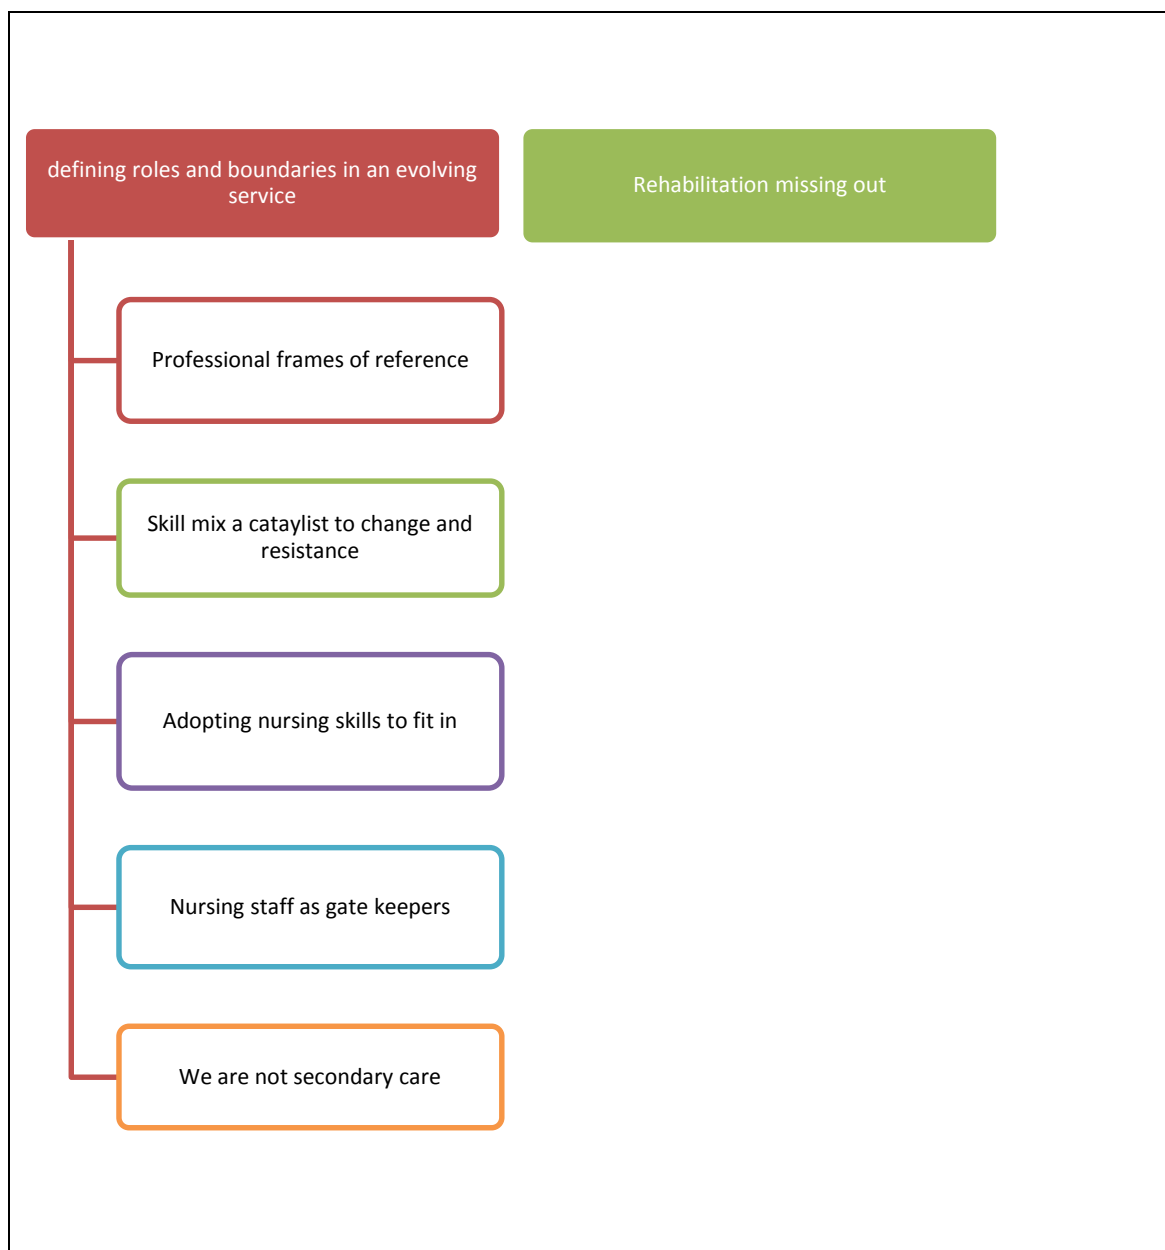 defining roles and boundaries in an evolving
service
Rehabilitation missing out
Professional frames of reference
Skill mix a cataylist to change and
resistance
Adopting nursing skills to fit in
Nursing staff as gate keepers
We are not secondary care